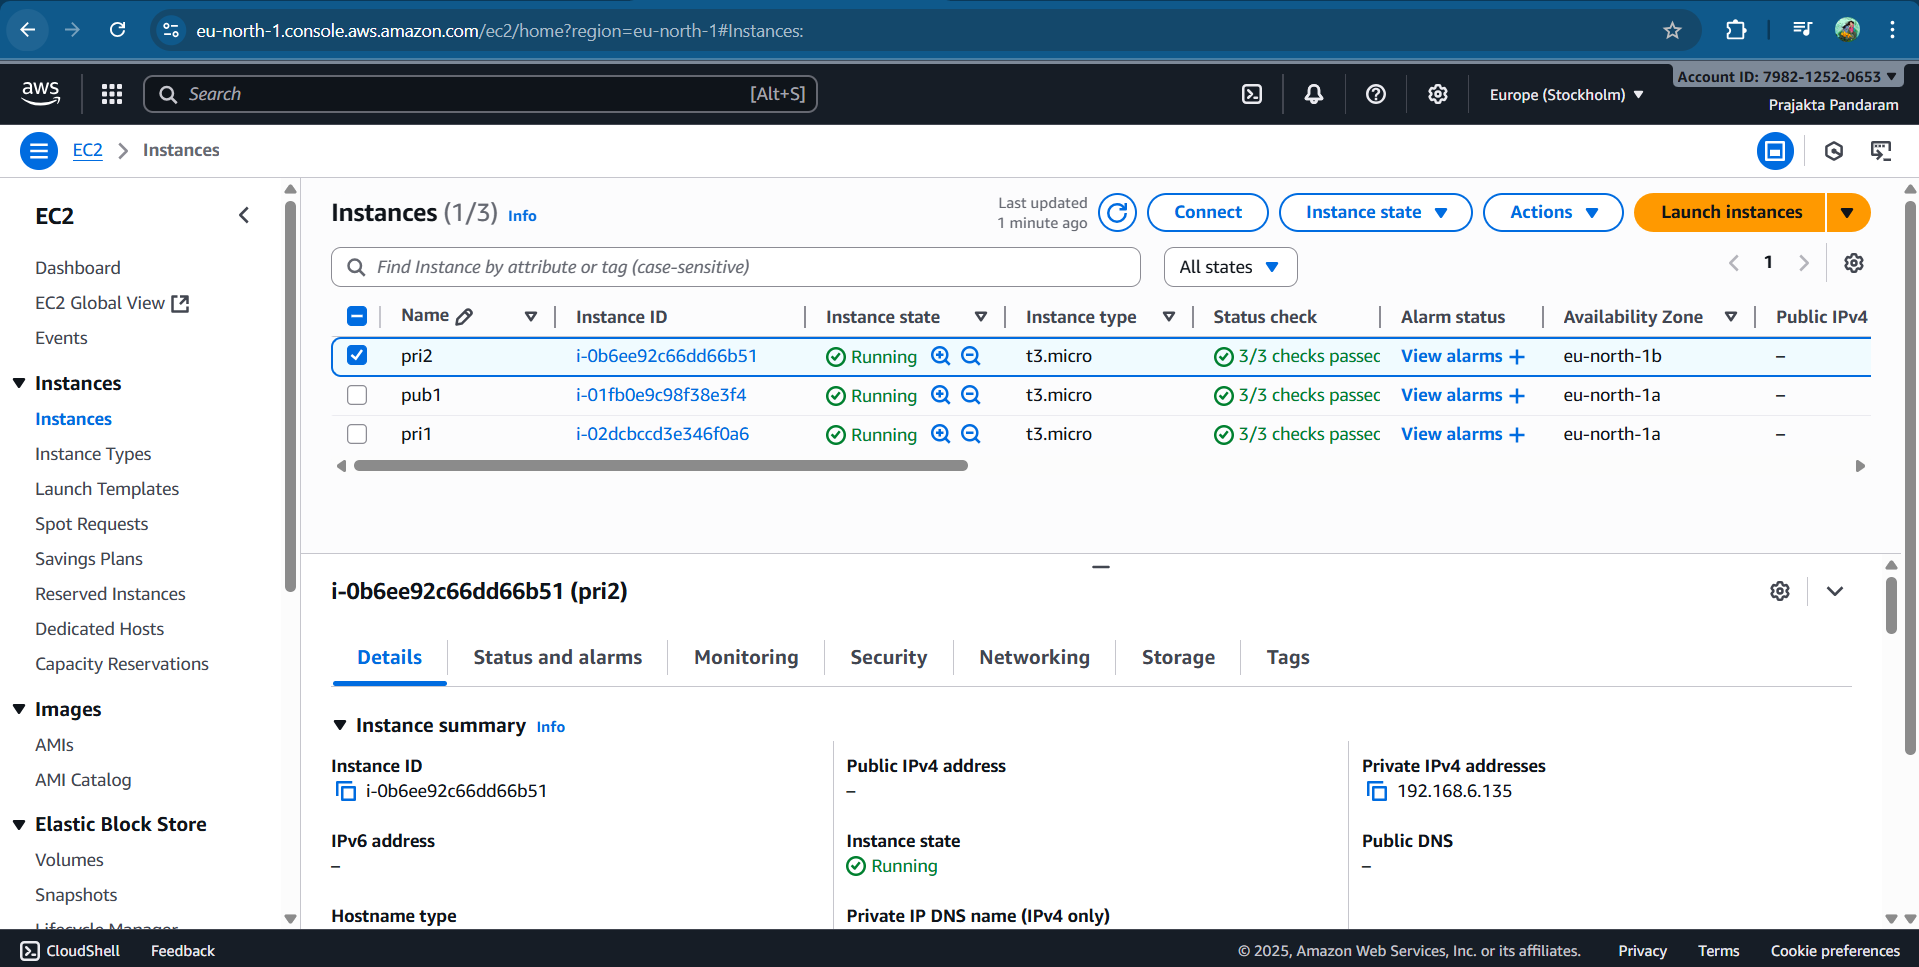 eu-north-1.console.aws.amazon.com/ec2/home?region=eu-north-1#Instances:
aws
Search
[Alt+S]
Europe (Stockholm)
Account ID: 7982-1252-0653
Prajakta Pandaram
EC2
Instances
EC2
Dashboard
EC2 Global View
Events
Instances
Instances
Instance Types
Launch Templates
Spot Requests
Savings Plans
Reserved Instances
Dedicated Hosts
Capacity Reservations
Images
AMIs
AMI Catalog
Elastic Block Store
Volumes
Snapshots
Lifecycle Manager
Instances (1/3) Info
Last updated
1 minute ago
Connect
Instance state
Actions
Launch instances
Find Instance by attribute or tag (case-sensitive)
All states
1
Name Instance ID Instance state Instance type Status check Alarm status Availability Zone Public IPv4
pri2 i-0b6ee92c66dd66b51 Running t3.micro 3/3 checks passed View alarms + eu-north-1b –
pub1 i-01fb0e9c98f38e3f4 Running t3.micro 3/3 checks passed View alarms + eu-north-1a –
pri1 i-02dcbccd3e346f0a6 Running t3.micro 3/3 checks passed View alarms + eu-north-1a –
i-0b6ee92c66dd66b51 (pri2)
Details Status and alarms Monitoring Security Networking Storage Tags
Instance summary Info
Instance ID
i-0b6ee92c66dd66b51
Public IPv4 address
–
Private IPv4 addresses
192.168.6.135
IPv6 address
–
Instance state
Running
Public DNS
–
Hostname type
Private IP DNS name (IPv4 only)
CloudShell Feedback
© 2025, Amazon Web Services, Inc. or its affiliates. Privacy Terms Cookie preferences